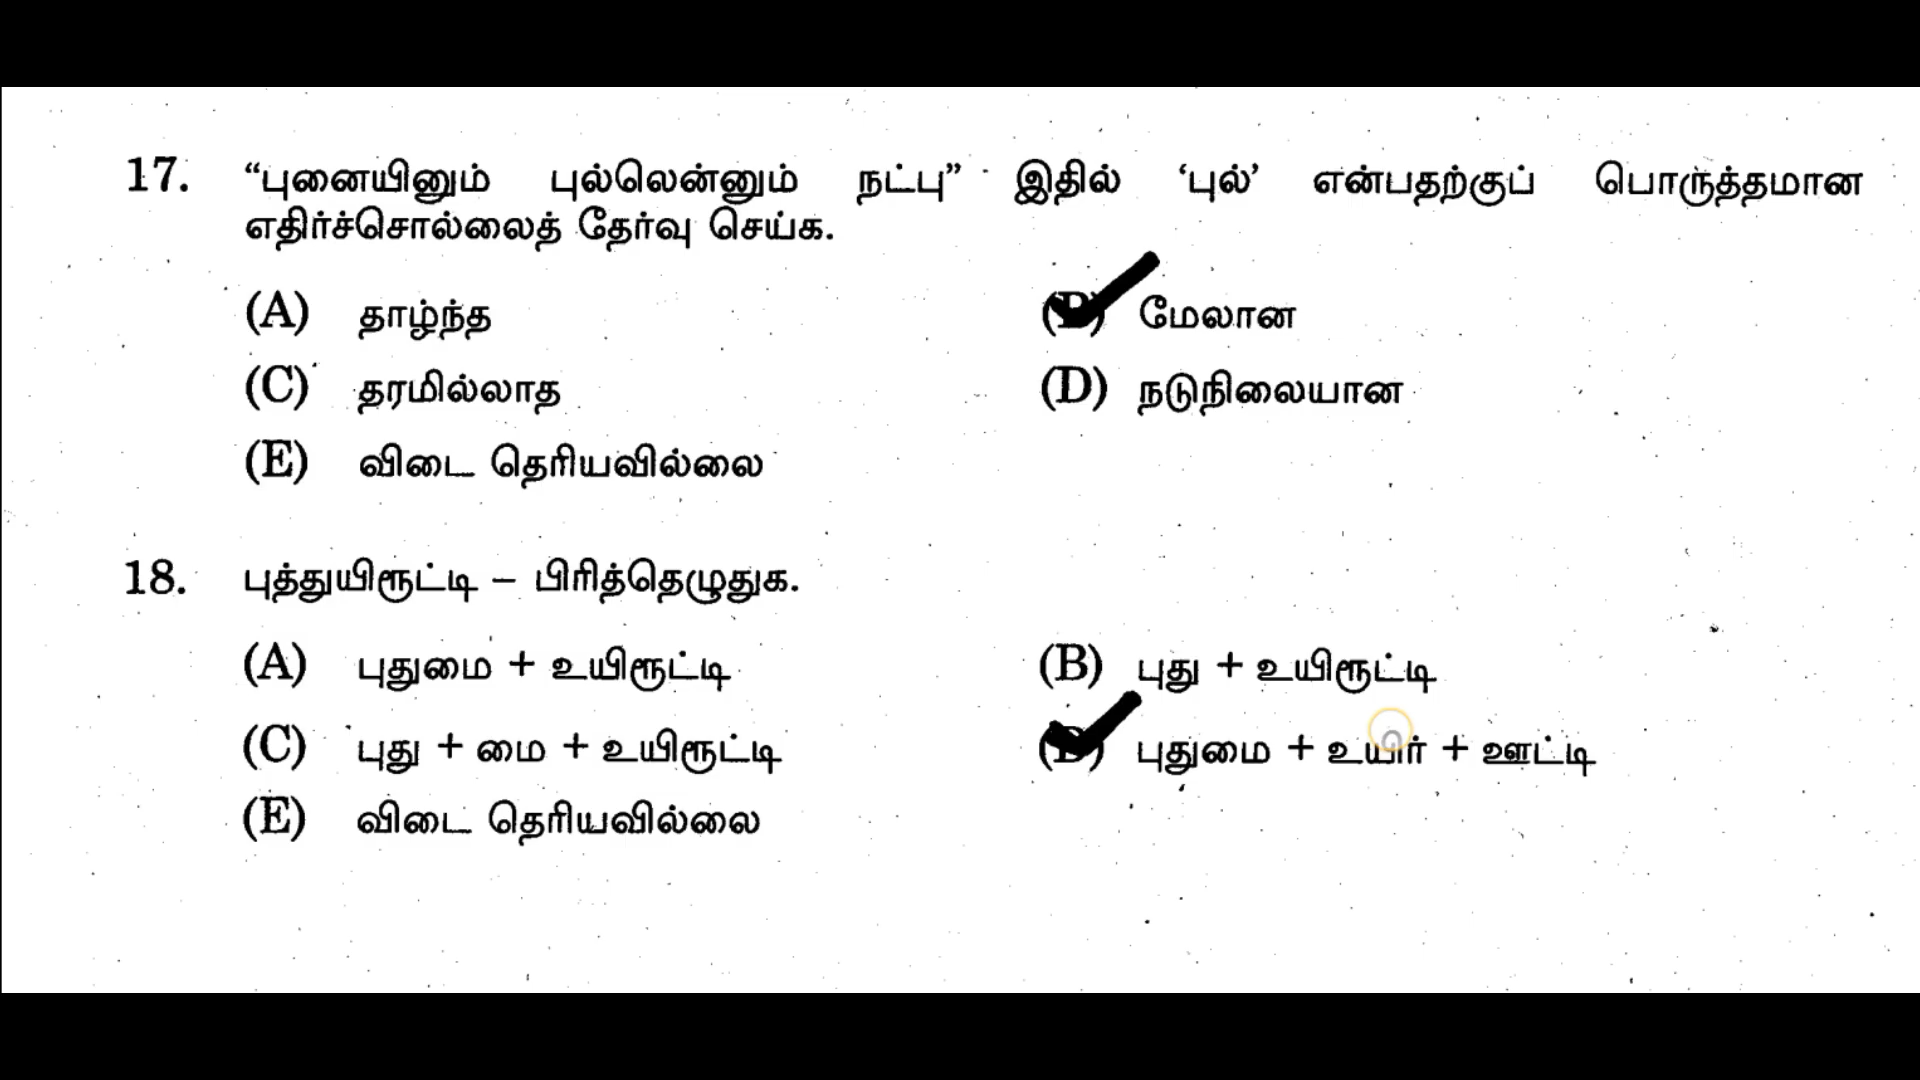 17. “புனையினும் புல்லென்னும் நட்பு” இதில் ‘புல்’ என்பதற்குப் பொருத்தமான
எதிர்ச்சொல்லைத் தேர்வு செய்க.
(A) தாழ்ந்த (B) மேலான
(C) தரமில்லாத (D) நடுநிலையான
(E) விடை தெரியவில்லை
18. புத்துயிரூட்டி – பிரித்தெழுதுக.
(A) புதுமை + உயிரூட்டி (B) புது + உயிரூட்டி
(C) புது + மை + உயிரூட்டி (D) புதுமை + உயிர் + ஊட்டி
(E) விடை தெரியவில்லை